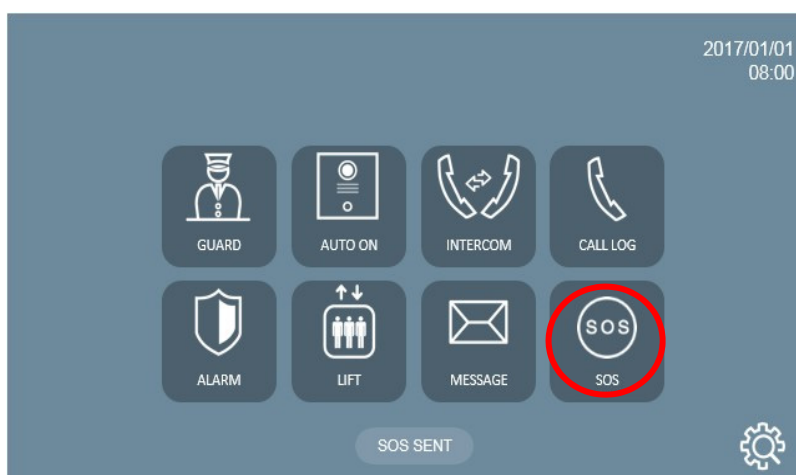 2017/01/01
08:00
GUARD
AUTO ON
INTERCOM
CALL LOG
ALARM
LIFT
MESSAGE
SOS
SOS
SOS SENT